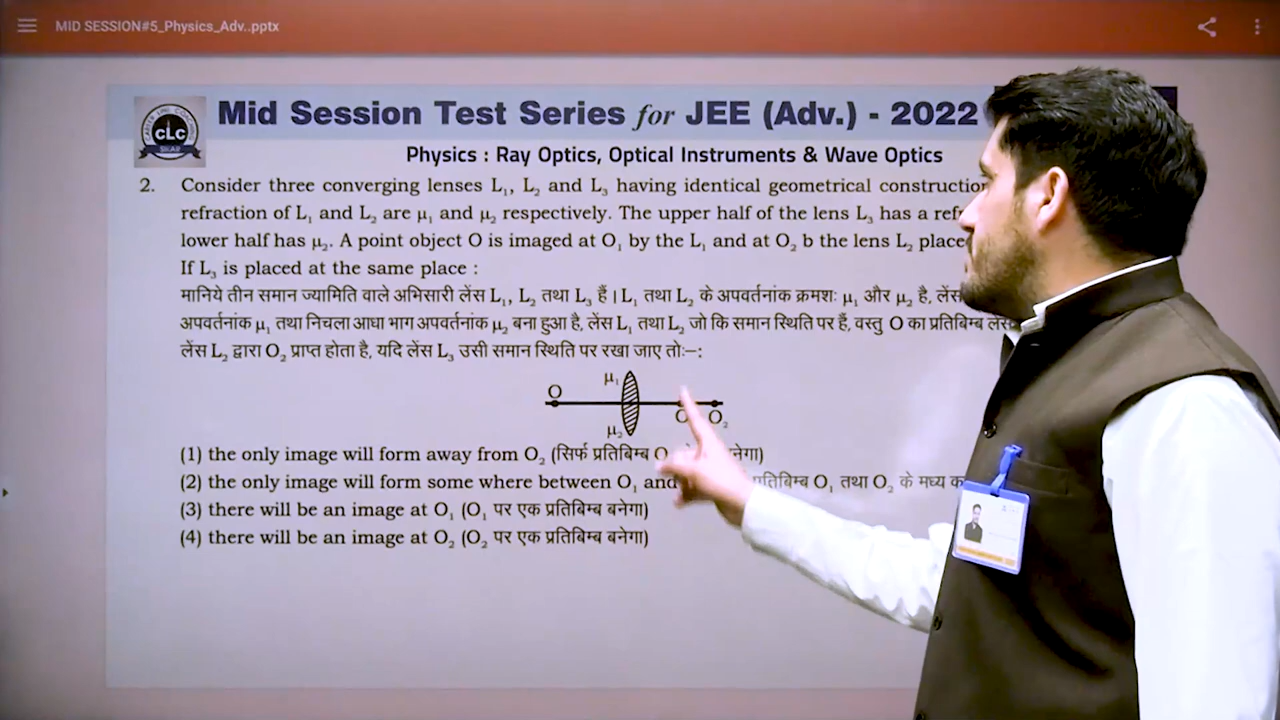 MID SESSION#5_Physics_Adv..pptx
CLC
SIKAR
Mid Session Test Series for JEE (Adv.) - 2022
Physics : Ray Optics, Optical Instruments & Wave Optics
2. Consider three converging lenses L₁, L₂ and L₃ having identical geometrical construction
refraction of L₁ and L₂ are μ₁ and μ₂ respectively. The upper half of the lens L₃ has a
lower half has μ₂. A point object O is imaged at O₁ by the L₁ and at O₂ b the lens L₂
If L₃ is placed at the same place :
मानिये तीन समान ज्यामिति वाले अभिसारी लेंस L₁, L₂ तथा L₃ हैं। L₁ तथा L₂ के अपवर्तनांक क्रमशः μ₁ और μ₂ है, लेंस
अपवर्तनांक μ₁ तथा निचला आधा भाग अपवर्तनांक μ₂ बना हुआ है, लेंस L₁ तथा L₂ जो कि समान स्थिति पर हैं, वस्तु O का प्रतिबिम्ब लेंस
लेंस L₂ द्वारा O₂ प्राप्त होता है, यदि लेंस L₃ उसी समान स्थिति पर रखा जाए तोः–:
μ₁
O
O O₂
μ₂
(1) the only image will form away from O₂ (सिर्फ प्रतिबिम्ब O
(2) the only image will form some where between O₁ and प्रतिबिम्ब O₁ तथा O₂ के मध्य
(3) there will be an image at O₁ (O₁ पर एक प्रतिबिम्ब बनेगा)
(4) there will be an image at O₂ (O₂ पर एक प्रतिबिम्ब बनेगा)